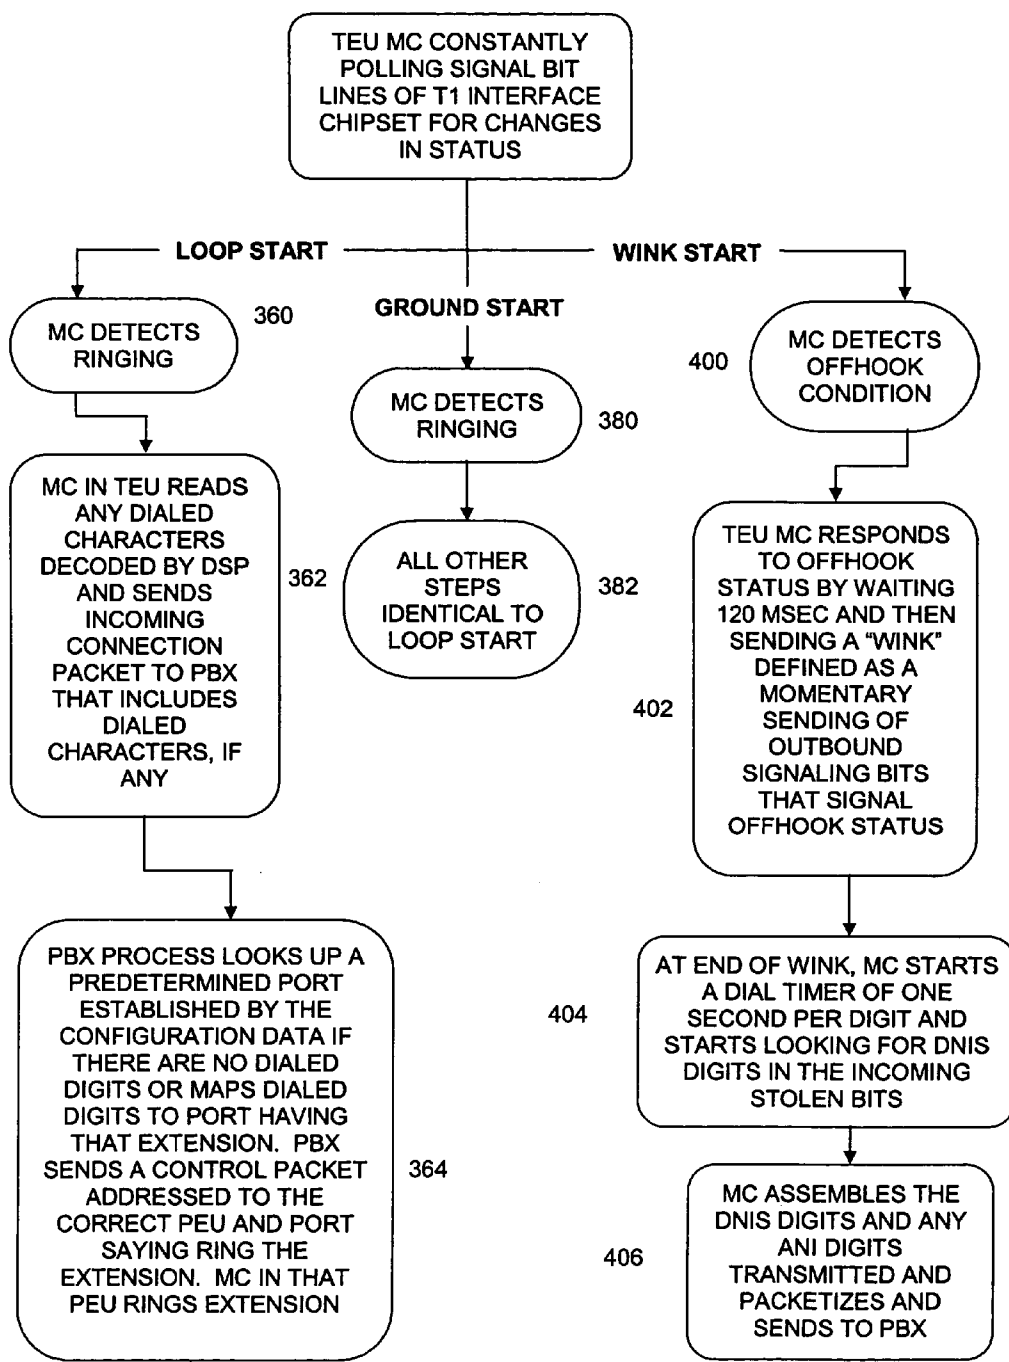 TEU MC CONSTANTLY
POLLING SIGNAL BIT
LINES OF T1 INTERFACE
CHIPSET FOR CHANGES
IN STATUS
LOOP START
WINK START
GROUND START
MC DETECTS
RINGING
360
MC DETECTS
RINGING
380
400
MC DETECTS
OFFHOOK
CONDITION
MC IN TEU READS
ANY DIALED
CHARACTERS
DECODED BY DSP
AND SENDS
INCOMING
CONNECTION
PACKET TO PBX
THAT INCLUDES
DIALED
CHARACTERS, IF
ANY
362
ALL OTHER
STEPS
IDENTICAL TO
LOOP START
382
TEU MC RESPONDS
TO OFFHOOK
STATUS BY WAITING
120 MSEC AND THEN
SENDING A "WINK"
DEFINED AS A
MOMENTARY
SENDING OF
OUTBOUND
SIGNALING BITS
THAT SIGNAL
OFFHOOK STATUS
402
PBX PROCESS LOOKS UP A
PREDETERMINED PORT
ESTABLISHED BY THE
CONFIGURATION DATA IF
THERE ARE NO DIALED
DIGITS OR MAPS DIALED
DIGITS TO PORT HAVING
THAT EXTENSION. PBX
SENDS A CONTROL PACKET
ADDRESSED TO THE
CORRECT PEU AND PORT
SAYING RING THE
EXTENSION. MC IN THAT
PEU RINGS EXTENSION
364
404
AT END OF WINK, MC STARTS
A DIAL TIMER OF ONE
SECOND PER DIGIT AND
STARTS LOOKING FOR DNIS
DIGITS IN THE INCOMING
STOLEN BITS
406
MC ASSEMBLES THE
DNIS DIGITS AND ANY
ANI DIGITS
TRANSMITTED AND
PACKETIZES AND
SENDS TO PBX